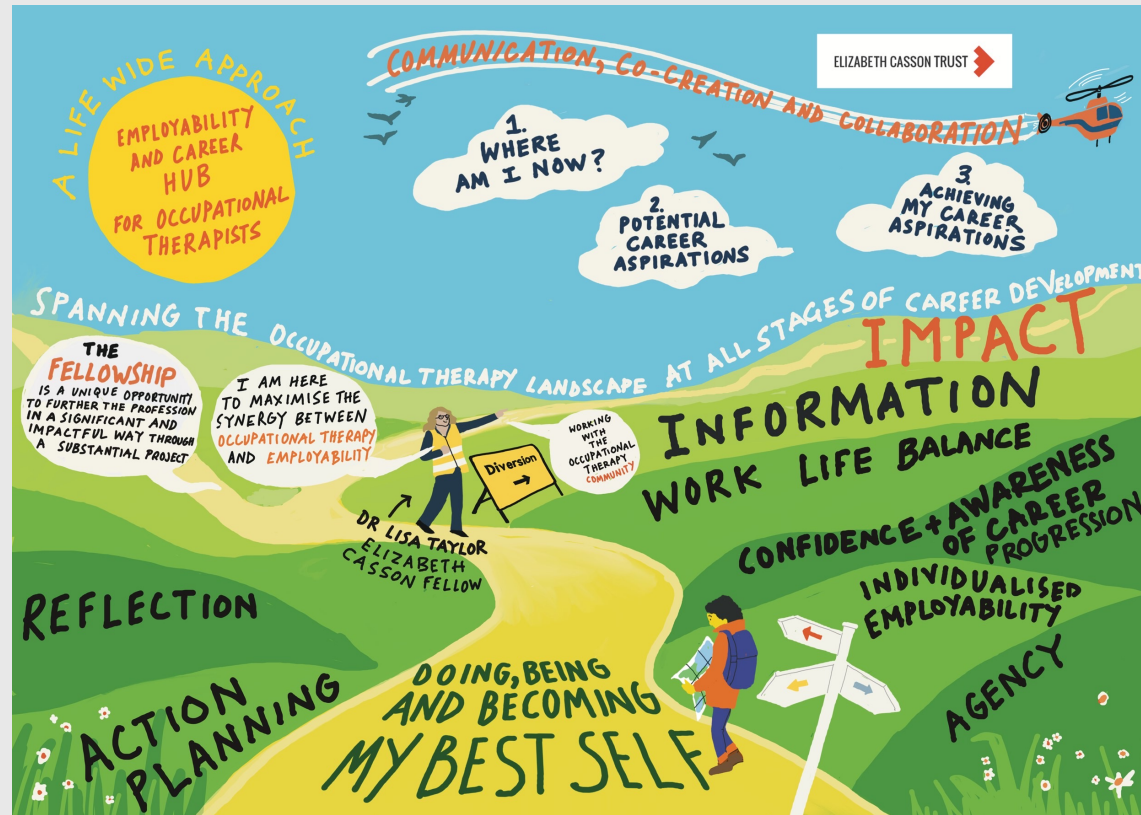 A LIFE WIDE APPROACH
EMPLOYABILITY
AND CAREER
HUB
FOR OCCUPATIONAL
THERAPISTS
COMMUNICATION, CO-CREATION AND COLLABORATION
ELIZABETH CASSON TRUST
1.
WHERE
AM I NOW?
2.
POTENTIAL
CAREER
ASPIRATIONS
3.
ACHIEVING
MY CAREER
ASPIRATIONS
SPANNING THE OCCUPATIONAL THERAPY LANDSCAPE AT ALL STAGES OF CAREER DEVELOPMENT
THE
FELLOWSHIP
IS A UNIQUE OPPORTUNITY
TO FURTHER THE PROFESSION
IN A SIGNIFICANT AND
IMPACTFUL WAY THROUGH
A SUBSTANTIAL PROJECT
I AM HERE
TO MAXIMISE THE
SYNERGY BETWEEN
OCCUPATIONAL THERAPY
AND EMPLOYABILITY
WORKING
WITH
THE
OCCUPATIONAL
THERAPY
COMMUNITY
Diversion
DR LISA TAYLOR
ELIZABETH
CASSON FELLOW
IMPACT
INFORMATION
WORK LIFE BALANCE
CONFIDENCE + AWARENESS
OF CAREER
PROGRESSION
INDIVIDUALISED
EMPLOYABILITY
AGENCY
REFLECTION
ACTION
PLANNING
DOING, BEING
AND BECOMING
MY BEST SELF